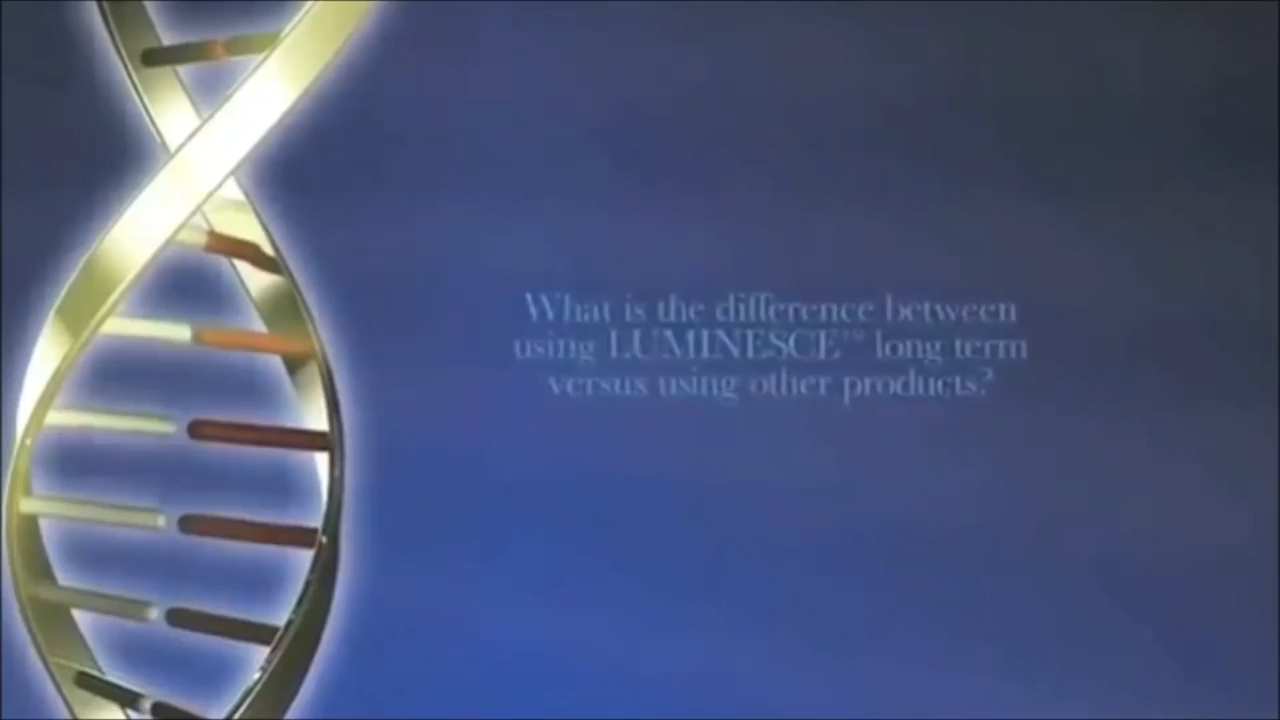 What is the difference between
using LUMINESCE™ long term
versus using other products?